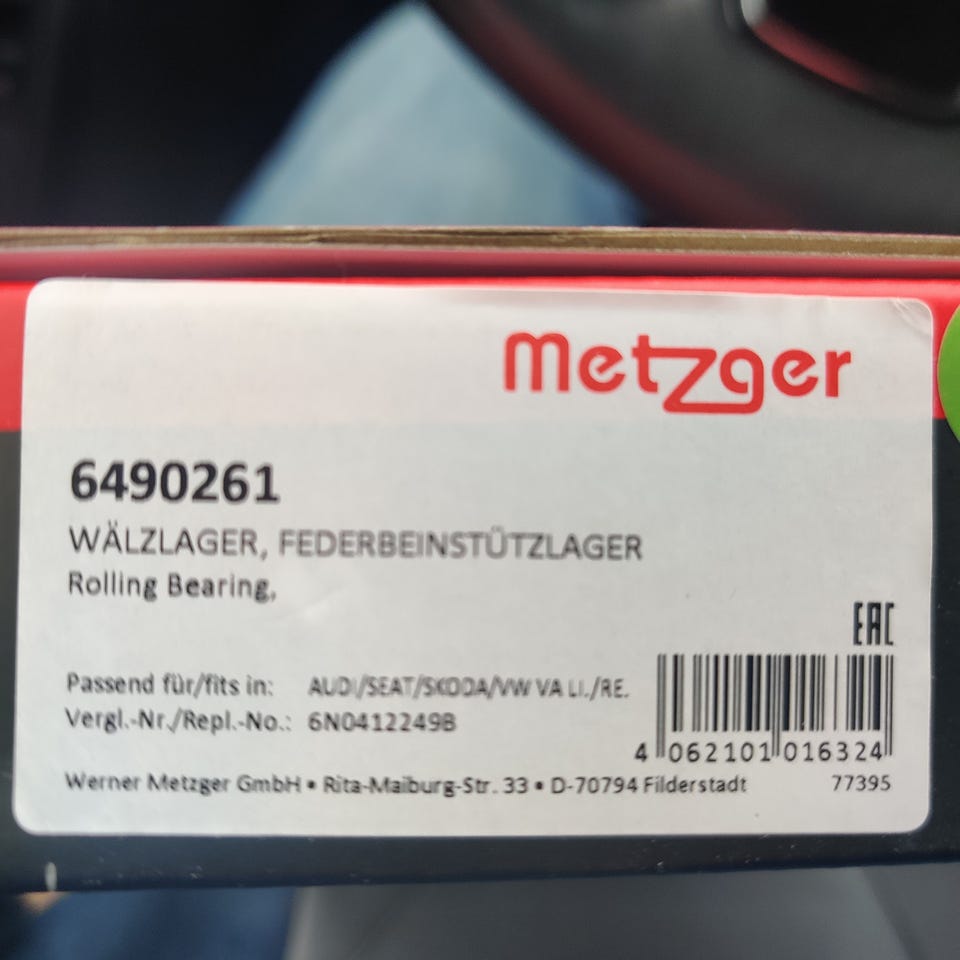 Metzger
6490261
WÄLZLAGER, FEDERBEINSTÜTZLAGER
Rolling Bearing,
EAC
Passend für/fits in: AUDI/SEAT/SKODA/VW VA LI./RE.
Vergl.-Nr./Repl.-No.: 6N0412249B
4 062101 016324
Werner Metzger GmbH • Rita-Maiburg-Str. 33 • D-70794 Filderstadt 77395